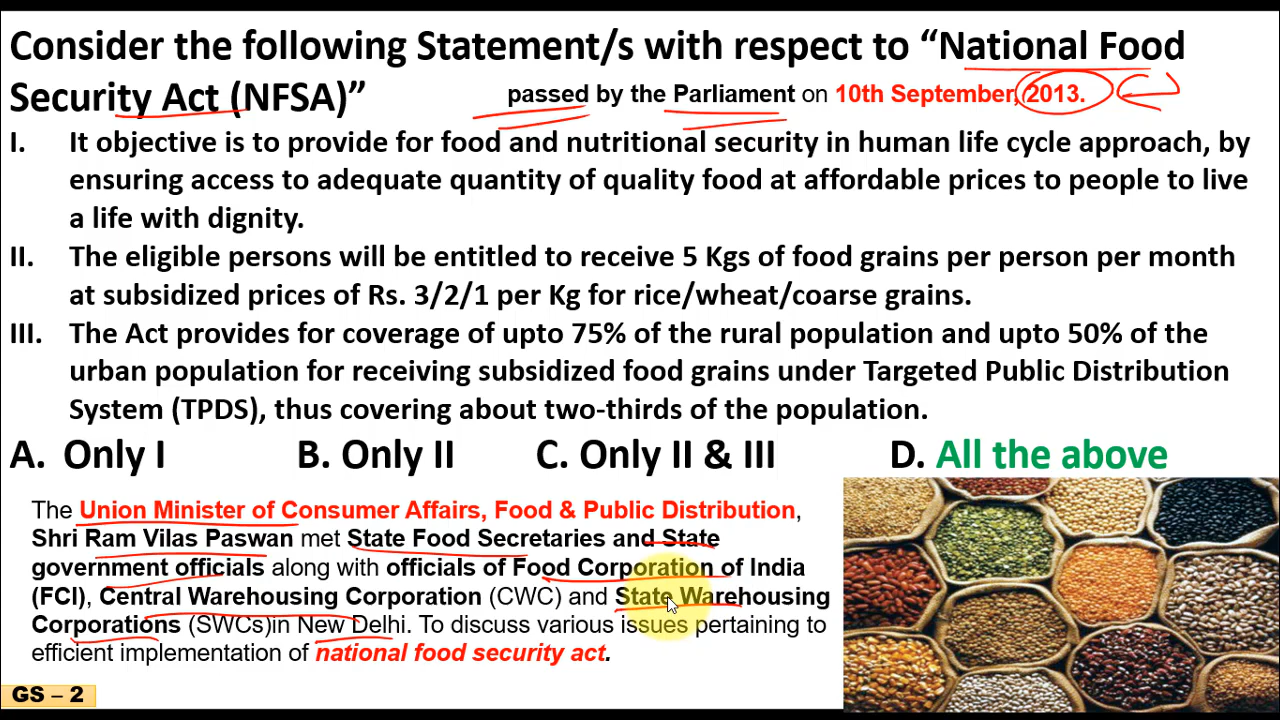 Consider the following Statement/s with respect to “National Food
Security Act (NFSA)” passed by the Parliament on 10th September, 2013.
I. It objective is to provide for food and nutritional security in human life cycle approach, by
ensuring access to adequate quantity of quality food at affordable prices to people to live
a life with dignity.
II. The eligible persons will be entitled to receive 5 Kgs of food grains per person per month
at subsidized prices of Rs. 3/2/1 per Kg for rice/wheat/coarse grains.
III. The Act provides for coverage of upto 75% of the rural population and upto 50% of the
urban population for receiving subsidized food grains under Targeted Public Distribution
System (TPDS), thus covering about two-thirds of the population.
A. Only I B. Only II C. Only II & III D. All the above
The Union Minister of Consumer Affairs, Food & Public Distribution,
Shri Ram Vilas Paswan met State Food Secretaries and State
government officials along with officials of Food Corporation of India
(FCI), Central Warehousing Corporation (CWC) and State Warehousing
Corporations (SWCs)in New Delhi. To discuss various issues pertaining to
efficient implementation of national food security act.
GS – 2